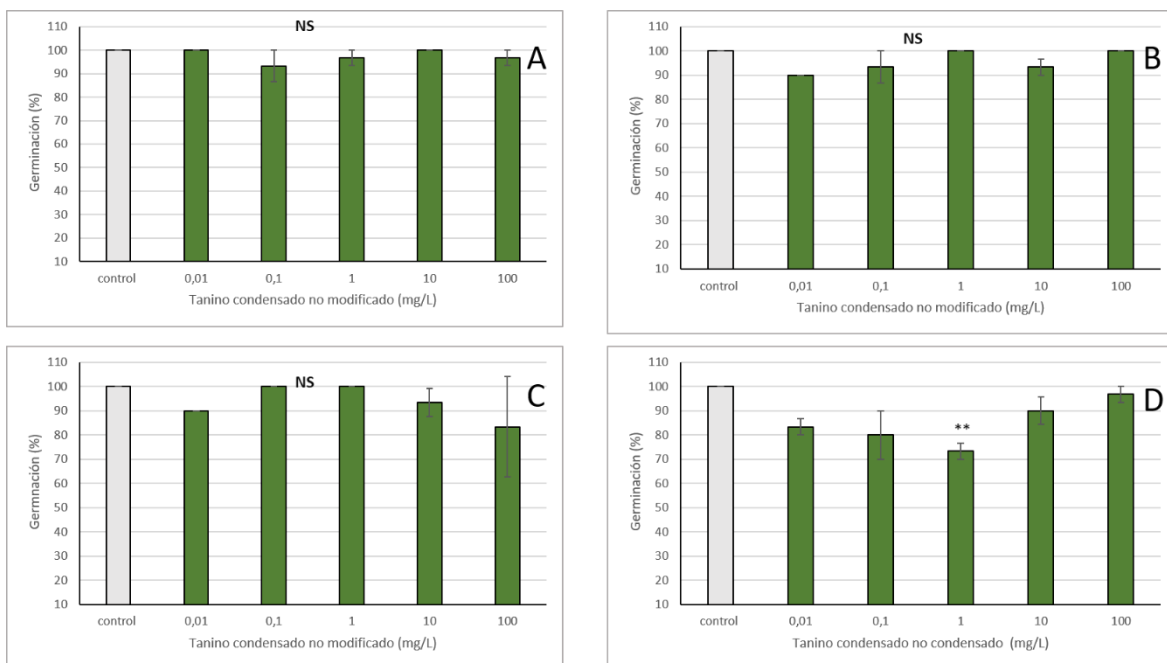 NS
A
110
100
90
80
70
60
50
40
30
20
10
Germinación (%)
control 0,01 0,1 1 10 100
Tanino condensado no modificado (mg/L)
NS
B
110
100
90
80
70
60
50
40
30
20
10
Germinación (%)
control 0,01 0,1 1 10 100
Tanino condensado no modificado (mg/L)
NS
C
110
100
90
80
70
60
50
40
30
20
10
Germnación (%)
control 0,01 0,1 1 10 100
Tanino condensado no modificado (mg/L)
D
**
110
100
90
80
70
60
50
40
30
20
10
Germinación (%)
control 0,01 0,1 1 10 100
Tanino condensado no condensado (mg/L)